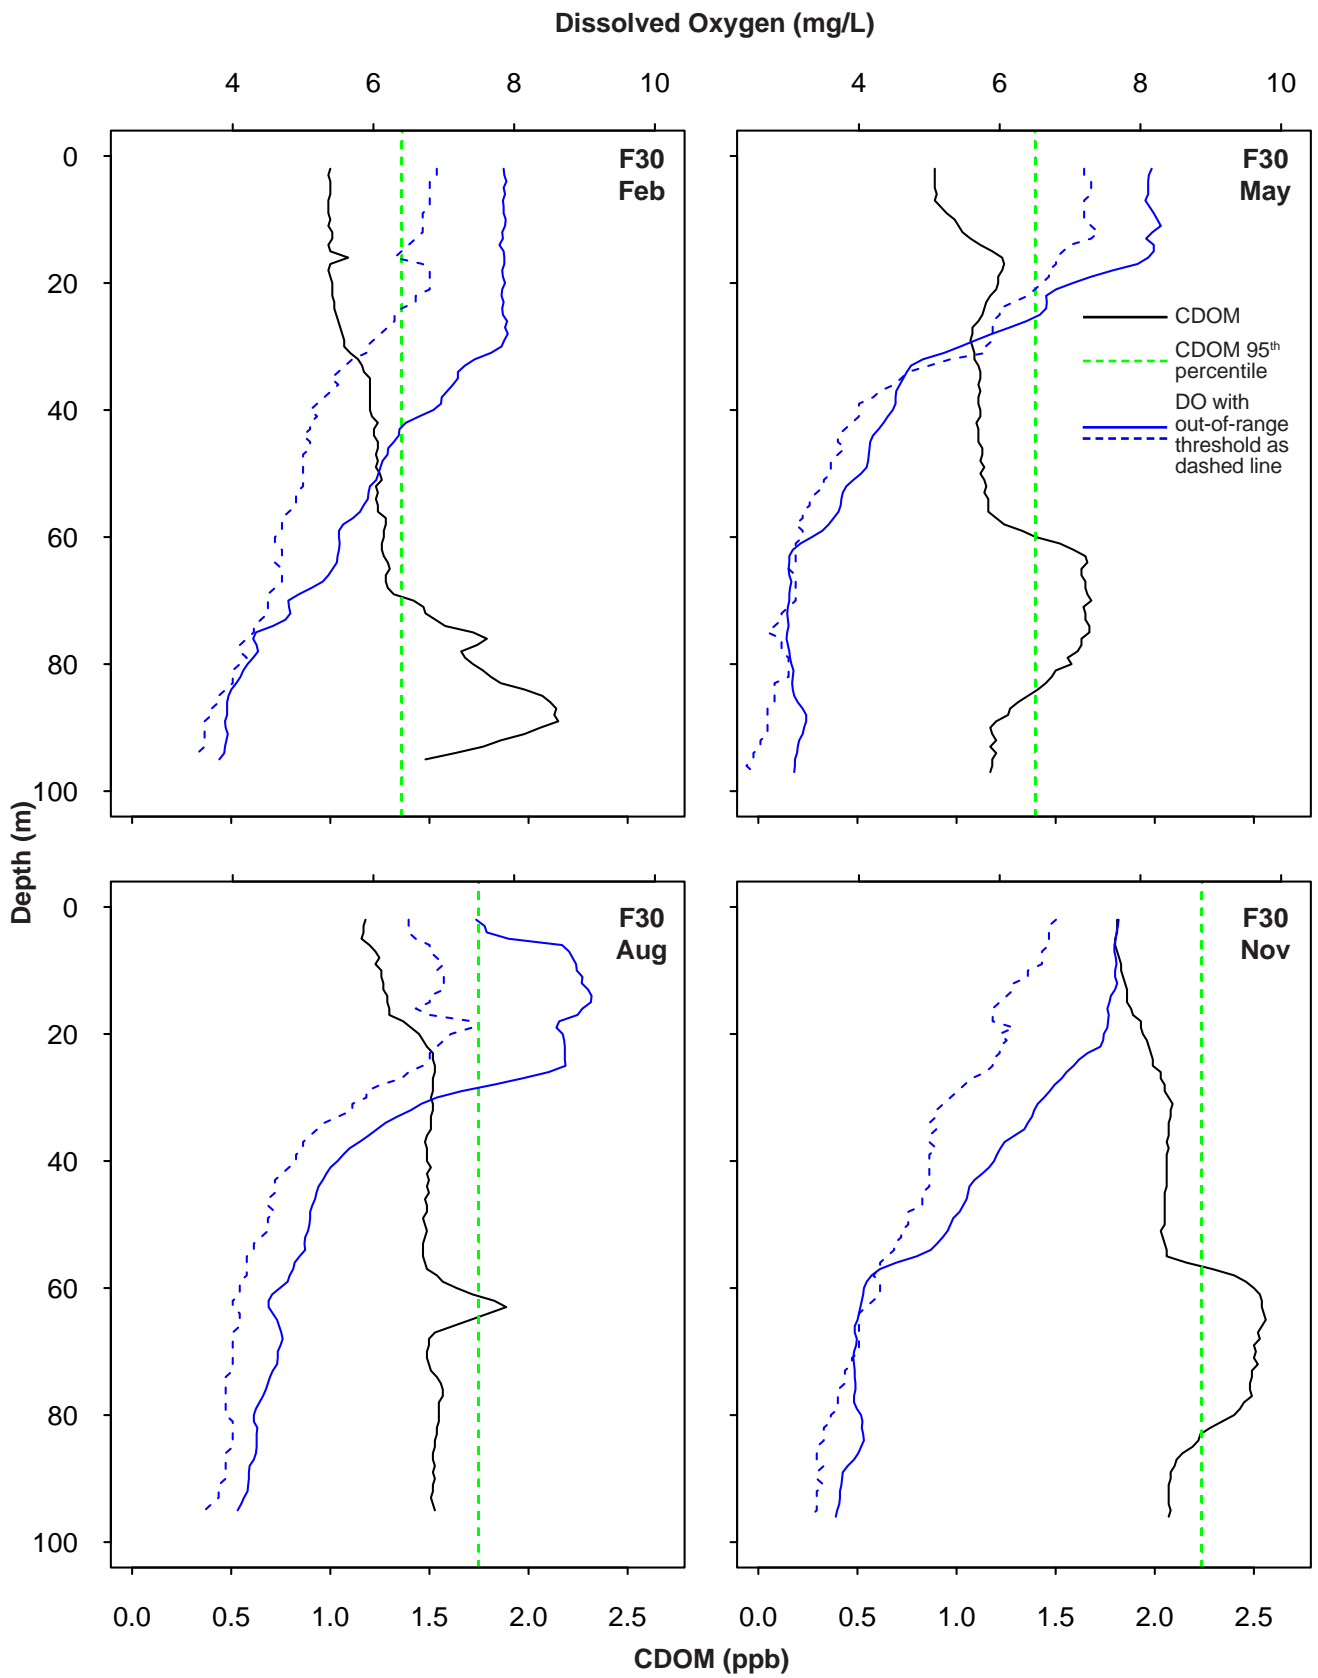 Dissolved Oxygen (mg/L)
4 6 8 10
4 6 8 10
F30
Feb
0
20
40
60
80
100
F30
May
CDOM
CDOM 95th
percentile
DO with
out-of-range
threshold as
dashed line
Depth (m)
F30
Aug
0
20
40
60
80
100
F30
Nov
0.0 0.5 1.0 1.5 2.0 2.5
0.0 0.5 1.0 1.5 2.0 2.5
CDOM (ppb)